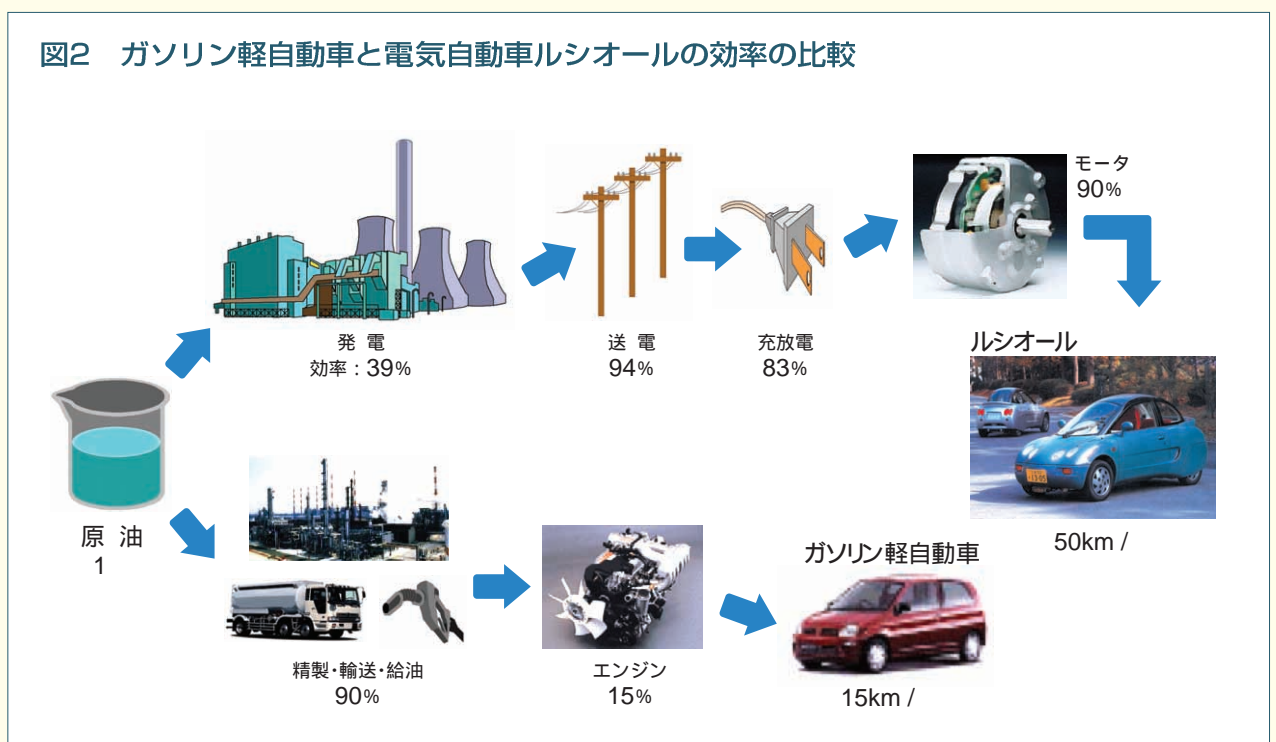 図2 ガソリン軽自動車と電気自動車ルシオールの効率の比較
発電
効率：39%
送電
94%
充放電
83%
モータ
90%
ルシオール
50km /
原油
1
精製・輸送・給油
90%
エンジン
15%
ガソリン軽自動車
15km /